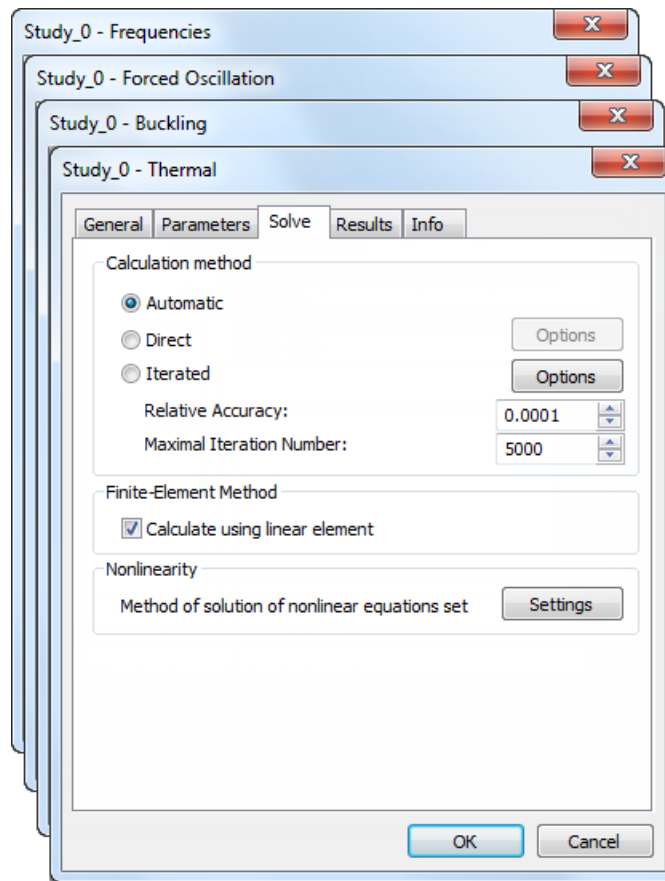 Study_0 - Frequencies
Study_0 - Forced Oscillation
Study_0 - Buckling
Study_0 - Thermal
General Parameters Solve Results Info
Calculation method
Automatic
Direct Options
Iterated Options
Relative Accuracy: 0.0001
Maximal Iteration Number: 5000
Finite-Element Method
Calculate using linear element
Nonlinearity
Method of solution of nonlinear equations set Settings
OK Cancel